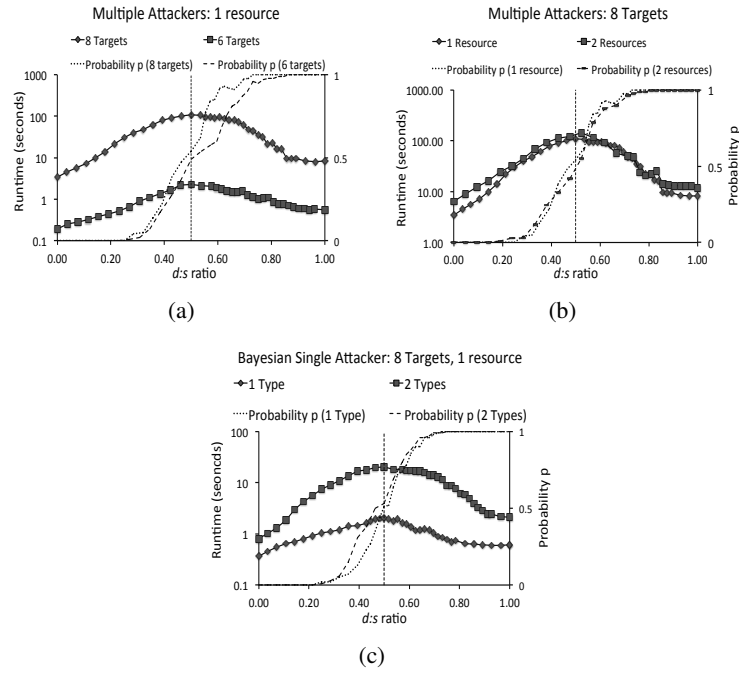 Multiple Attackers: 1 resource
8 Targets
6 Targets
Probability p (8 targets)
Probability p (6 targets)
Runtime (seconds)
1000
100
10
1
0.1
1
0.5
0
0.00 0.20 0.40 0.60 0.80 1.00
d:s ratio
(a)
Multiple Attackers: 8 Targets
1 Resource
2 Resources
Probability p (1 resource)
Probability p (2 resources)
Runtime (seconds)
1000.00
100.00
10.00
1.00
1
0.5
0
Probability p
0.00 0.20 0.40 0.60 0.80 1.00
d:s ratio
(b)
Bayesian Single Attacker: 8 Targets, 1 resource
1 Type
2 Types
Probability p (1 Type)
Probability p (2 Types)
Runtime (seoncds)
100
10
1
0.1
1
0.5
0
Probability p
0.00 0.20 0.40 0.60 0.80 1.00
d:s ratio
(c)